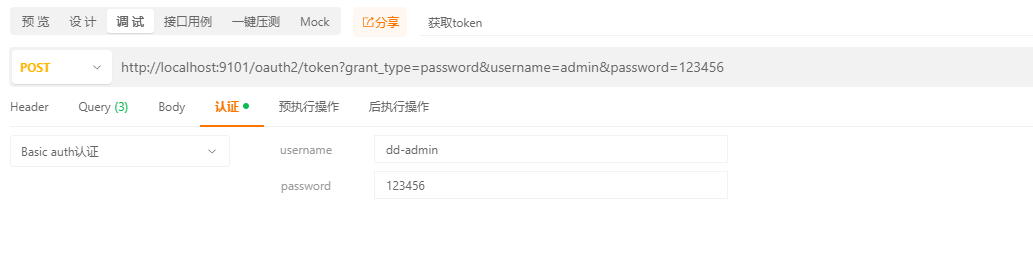 预 览 设 计 调 试 接口用例 一键压测 Mock 分享 获取token
POST http://localhost:9101/oauth2/token?grant_type=password&username=admin&password=123456
Header Query (3) Body 认证 预执行操作 后执行操作
Basic auth认证 username dd-admin
password 123456